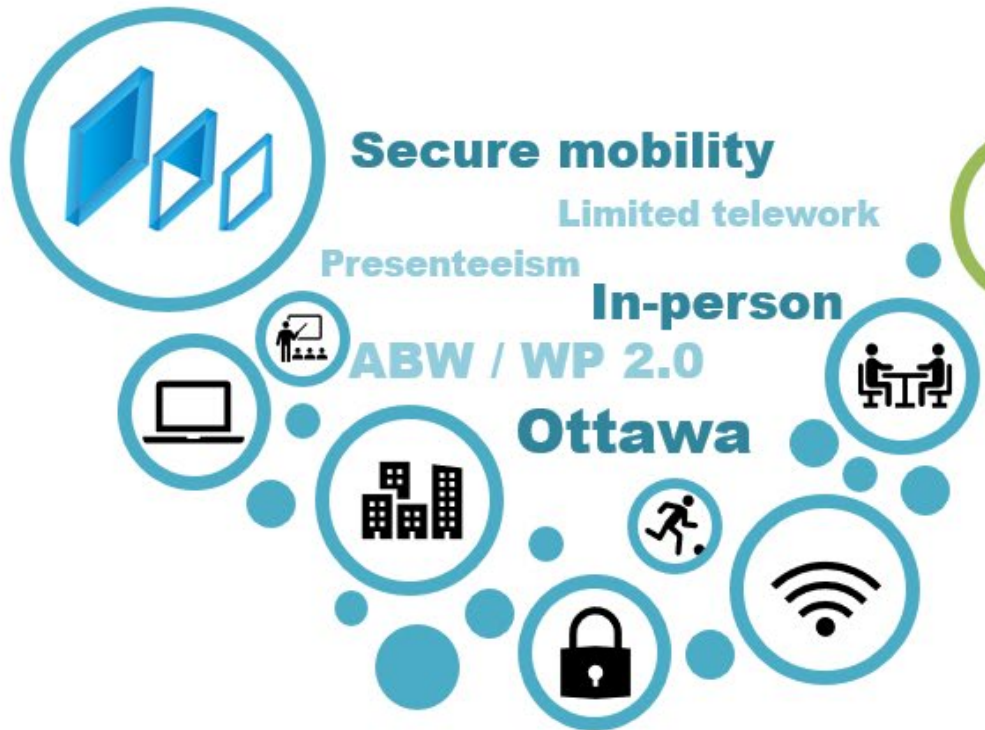 Secure mobility
Limited telework
Presenteeism
In-person
ABW / WP 2.0
Ottawa